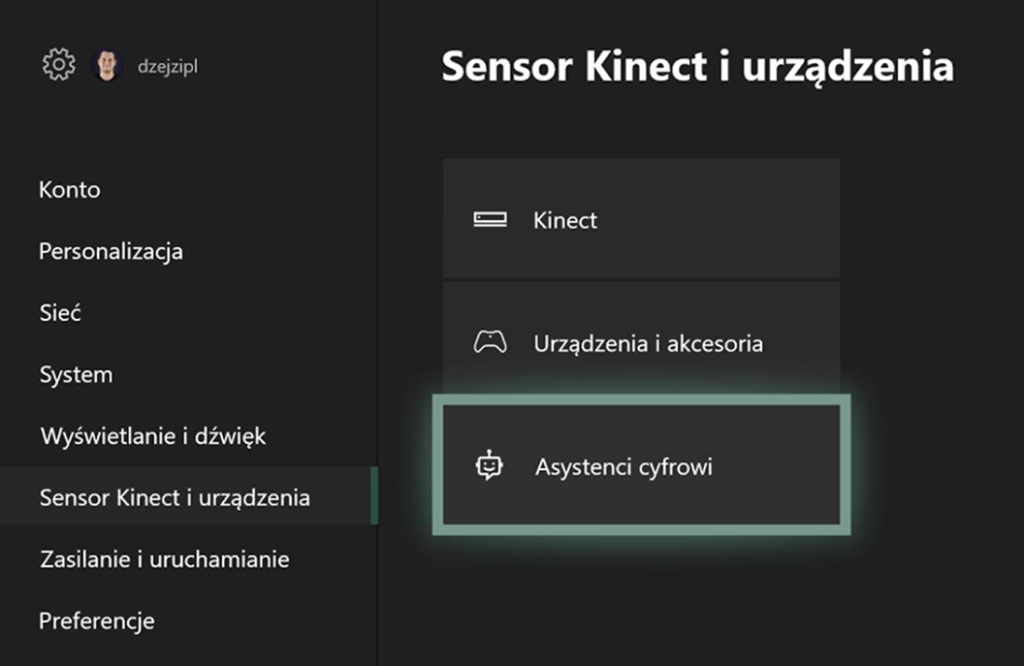 dzejzipl
Konto
Personalizacja
Sieć
System
Wyświetlanie i dźwięk
Sensor Kinect i urządzenia
Zasilanie i uruchamianie
Preferencje
Sensor Kinect i urządzenia
Kinect
Urządzenia i akcesoria
Asystenci cyfrowi